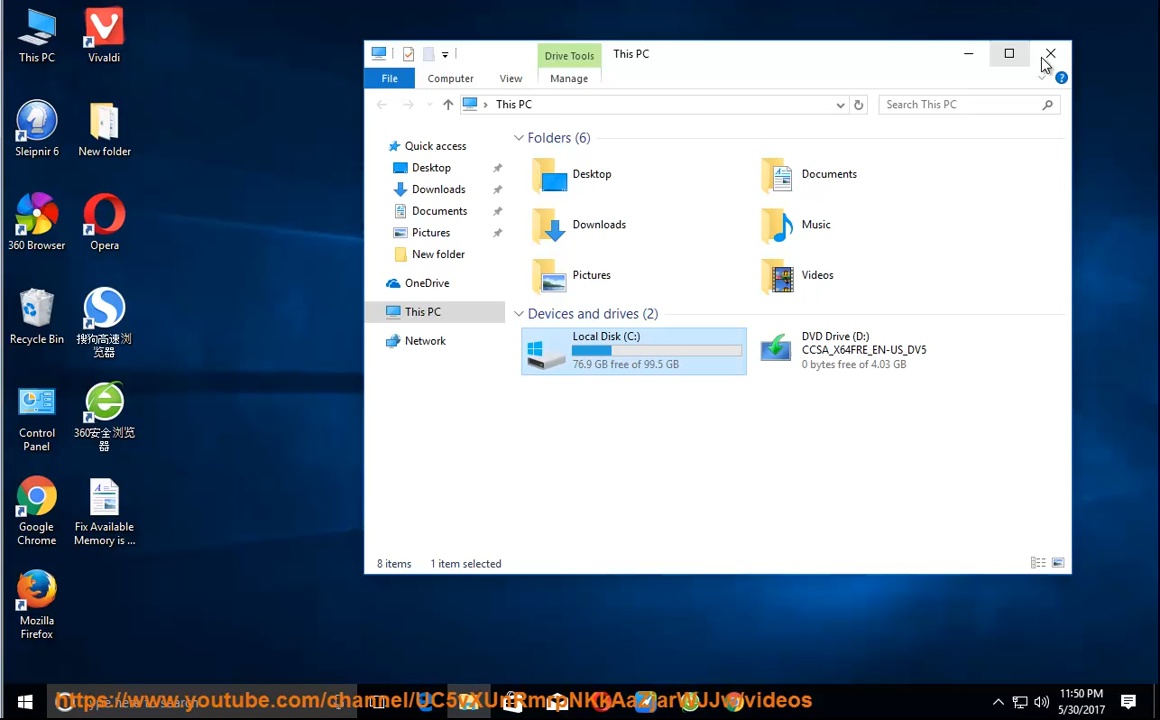 This PC
Vivaldi
Sleipnir 6
New folder
360 Browser
Opera
Recycle Bin
搜狗高速浏
览器
Control
Panel
360安全浏览
器
Google
Chrome
Fix Available
Memory is ...
Mozilla
Firefox
Drive Tools
This PC
File
Computer
View
Manage
This PC
Search This PC
Quick access
Desktop
Downloads
Documents
Pictures
New folder
OneDrive
This PC
Network
Folders (6)
Desktop
Documents
Downloads
Music
Pictures
Videos
Devices and drives (2)
Local Disk (C:)
76.9 GB free of 99.5 GB
DVD Drive (D:)
CCSA_X64FRE_EN-US_DV5
0 bytes free of 4.03 GB
8 items
1 item selected
Type here to search
11:50 PM
5/30/2017